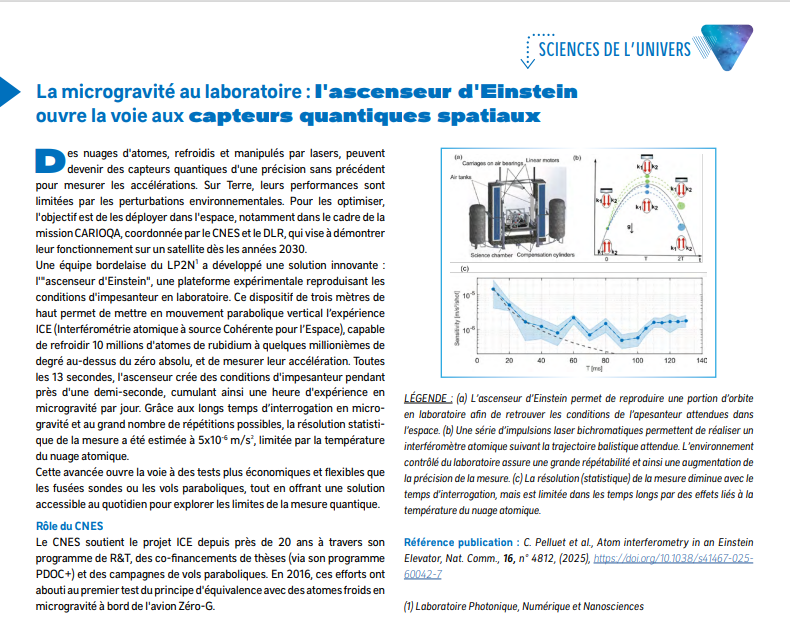 SCIENCES DE L'UNIVERS
La microgravité au laboratoire : l'ascenseur d'Einstein
ouvre la voie aux capteurs quantiques spatiaux
Des nuages d'atomes, refroidis et manipulés par lasers, peuvent
devenir des capteurs quantiques d'une précision sans précédent
pour mesurer les accélérations. Sur Terre, leurs performances sont
limitées par les perturbations environnementales. Pour les optimiser,
l'objectif est de les déployer dans l'espace, notamment dans le cadre de la
mission CARIOQA, coordonnée par le CNES et le DLR, qui vise à démontrer
leur fonctionnement sur un satellite dès les années 2030.
Une équipe bordelaise du LP2N¹ a développé une solution innovante :
l'"ascenseur d'Einstein", une plateforme expérimentale reproduisant les
conditions d'impesanteur en laboratoire. Ce dispositif de trois mètres de
haut permet de mettre en mouvement parabolique vertical l'expérience
ICE (Interférométrie atomique à source Cohérente pour l'Espace), capable
de refroidir 10 millions d'atomes de rubidium à quelques millionièmes de
degré au-dessus du zéro absolu, et de mesurer leur accélération. Toutes
les 13 secondes, l'ascenseur crée des conditions d'impesanteur pendant
près d'une demi-seconde, cumulant ainsi une heure d'expérience en
microgravité par jour. Grâce aux longs temps d'interrogation en micro-
gravité et au grand nombre de répétitions possibles, la résolution statisti-
que de la mesure a été estimée à 5x10⁻⁶ m/s², limitée par la température
du nuage atomique.
Cette avancée ouvre la voie à des tests plus économiques et flexibles que
les fusées sondes ou les vols paraboliques, tout en offrant une solution
accessible au quotidien pour explorer les limites de la mesure quantique.
Rôle du CNES
Le CNES soutient le projet ICE depuis près de 20 ans à travers son
programme de R&T, des co-financements de thèses (via son programme
PDOC+) et des campagnes de vols paraboliques. En 2016, ces efforts ont
abouti au premier test du principe d'équivalence avec des atomes froids en
microgravité à bord de l'avion Zéro-G.
(a)
Carriages on air bearings
Linear motors
Air tanks
Science chamber
Compensation cylinders
(b)
k₁ k₂
k₁ k₂
k₁ k₂
k₁ k₂
k₁ k₂
k₁ k₂
g
0 T 2T t
(c)
Sensitivity [m/s²/shot]
10⁻⁵
10⁻⁶
0 20 40 60 80 100 120 140
T [ms]
LÉGENDE : (a) L'ascenseur d'Einstein permet de reproduire une portion d'orbite
en laboratoire afin de retrouver les conditions de l'apesanteur attendues dans
l'espace. (b) Une série d'impulsions laser bichromatiques permettent de réaliser un
interféromètre atomique suivant la trajectoire balistique attendue. L'environnement
contrôlé du laboratoire assure une grande répétabilité et ainsi une augmentation de
la précision de la mesure. (c) La résolution (statistique) de la mesure diminue avec le
temps d'interrogation, mais est limitée dans les temps longs par des effets liés à la
température du nuage atomique.
Référence publication : C. Pelluet et al., Atom interferometry in an Einstein
Elevator, Nat. Comm., 16, n° 4812, (2025), https://doi.org/10.1038/s41467-025-
60042-7
(1) Laboratoire Photonique, Numérique et Nanosciences